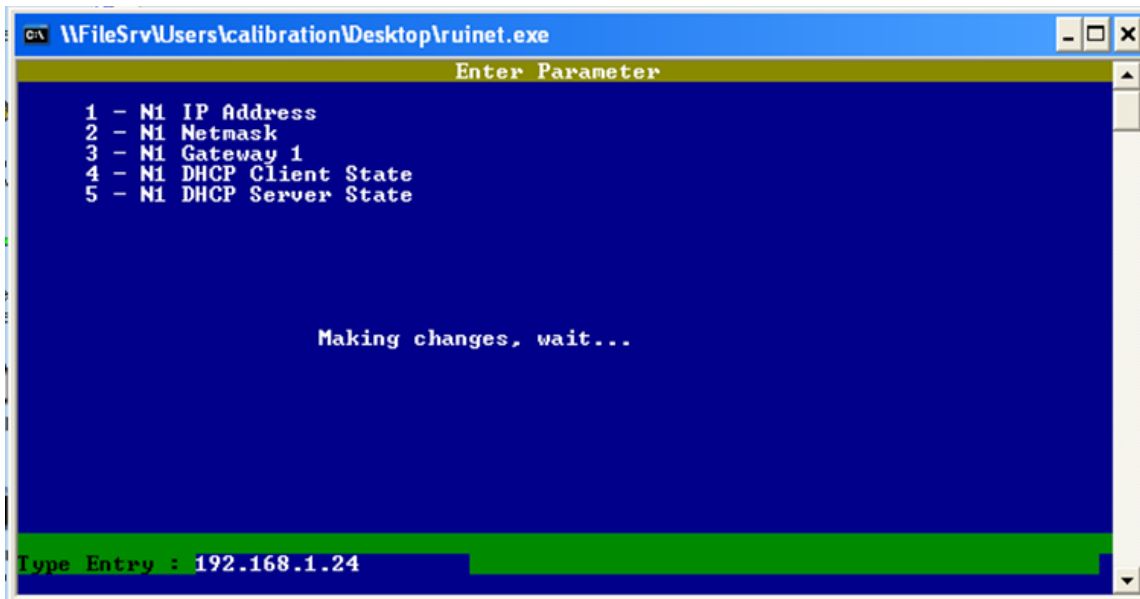 \\FileSrv\Users\calibration\Desktop\ruinet.exe
Enter Parameter
1 - N1 IP Address
2 - N1 Netmask
3 - N1 Gateway 1
4 - N1 DHCP Client State
5 - N1 DHCP Server State
Making changes, wait...
Type Entry : 192.168.1.24